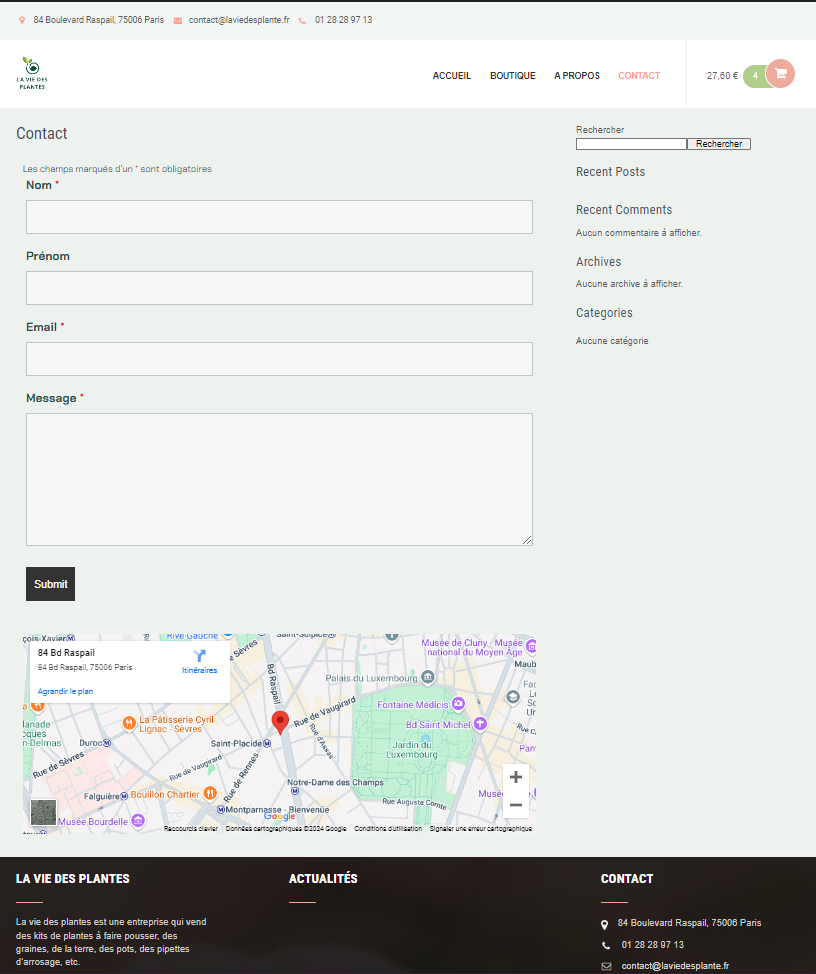 84 Boulevard Raspail, 75006 Paris contact@laviedesplante.fr 01 28 28 97 13
LA VIE DES
PLANTES
ACCUEIL BOUTIQUE A PROPOS CONTACT 27,60 € 4
Contact
Les champs marqués d'un * sont obligatoires
Nom *
Prénom
Email *
Message *
Submit
Rechercher
Rechercher
Recent Posts
Recent Comments
Aucun commentaire à afficher.
Archives
Aucune archive à afficher.
Categories
Aucune catégorie
84 Bd Raspail
84 Bd Raspail, 75006 Paris
Itinéraires
Agrandir le plan
çois-Xavier
Rive Gauche
Saint-Sulpice
Sèvres
Bd Raspail
Musée de Cluny - Musée
national du Moyen Âge
Maub
Palais du Luxembourg
Fontaine Médicis
Bd Saint-Michel
La Pâtisserie Cyril
Lignac - Sèvres
Rue de Vaugirard
Saint-Placide
Rue d'Assas
Jardin du
Luxembourg
Duroc
Rue de Sèvres
Rue de Vaugirard
Rue de Rennes
Notre-Dame des Champs
Falguière
Bouillon Chartier
Rue Auguste Comte
Montparnasse - Bienvenüe
Musée Bourdelle
Google
Raccourcis clavier Données cartographiques ©2024 Google Conditions d'utilisation Signaler une erreur cartographique
LA VIE DES PLANTES
La vie des plantes est une entreprise qui vend
des kits de plantes à faire pousser, des
graines, de la terre, des pots, des pipettes
d'arrosage, etc.
ACTUALITÉS
CONTACT
84 Boulevard Raspail, 75006 Paris
01 28 28 97 13
contact@laviedesplante.fr